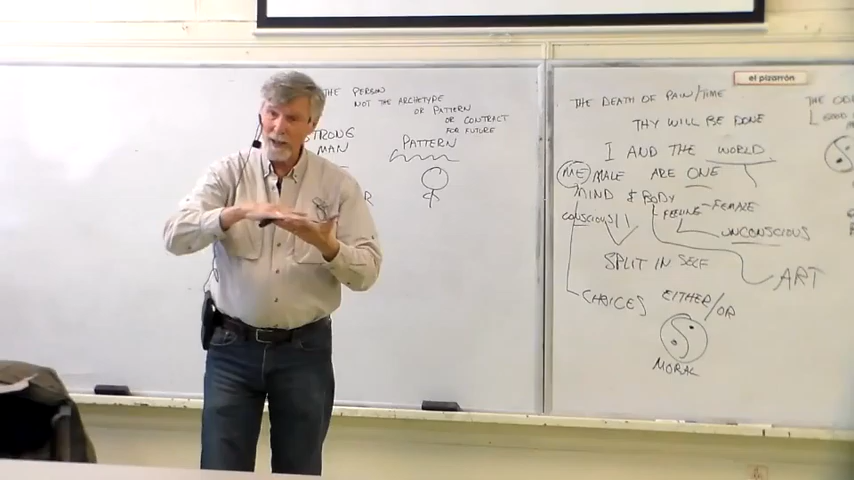 THE PERSON
NOT THE ARCHETYPE
OR PATTERN
OR CONTRACT
FOR FUTURE
STRONG
MAN
PATTERN
R
el pizarrón
THE DEATH OF PAIN/TIME
THY WILL BE DONE
I AND THE WORLD
ME MALE ARE ONE
MIND & BODY
CONSCIOUS
FEELING - FEMALE
UNCONSCIOUS
SPLIT IN SELF
ART
CHOICES EITHER/OR
MORAL
THE
L GOOD